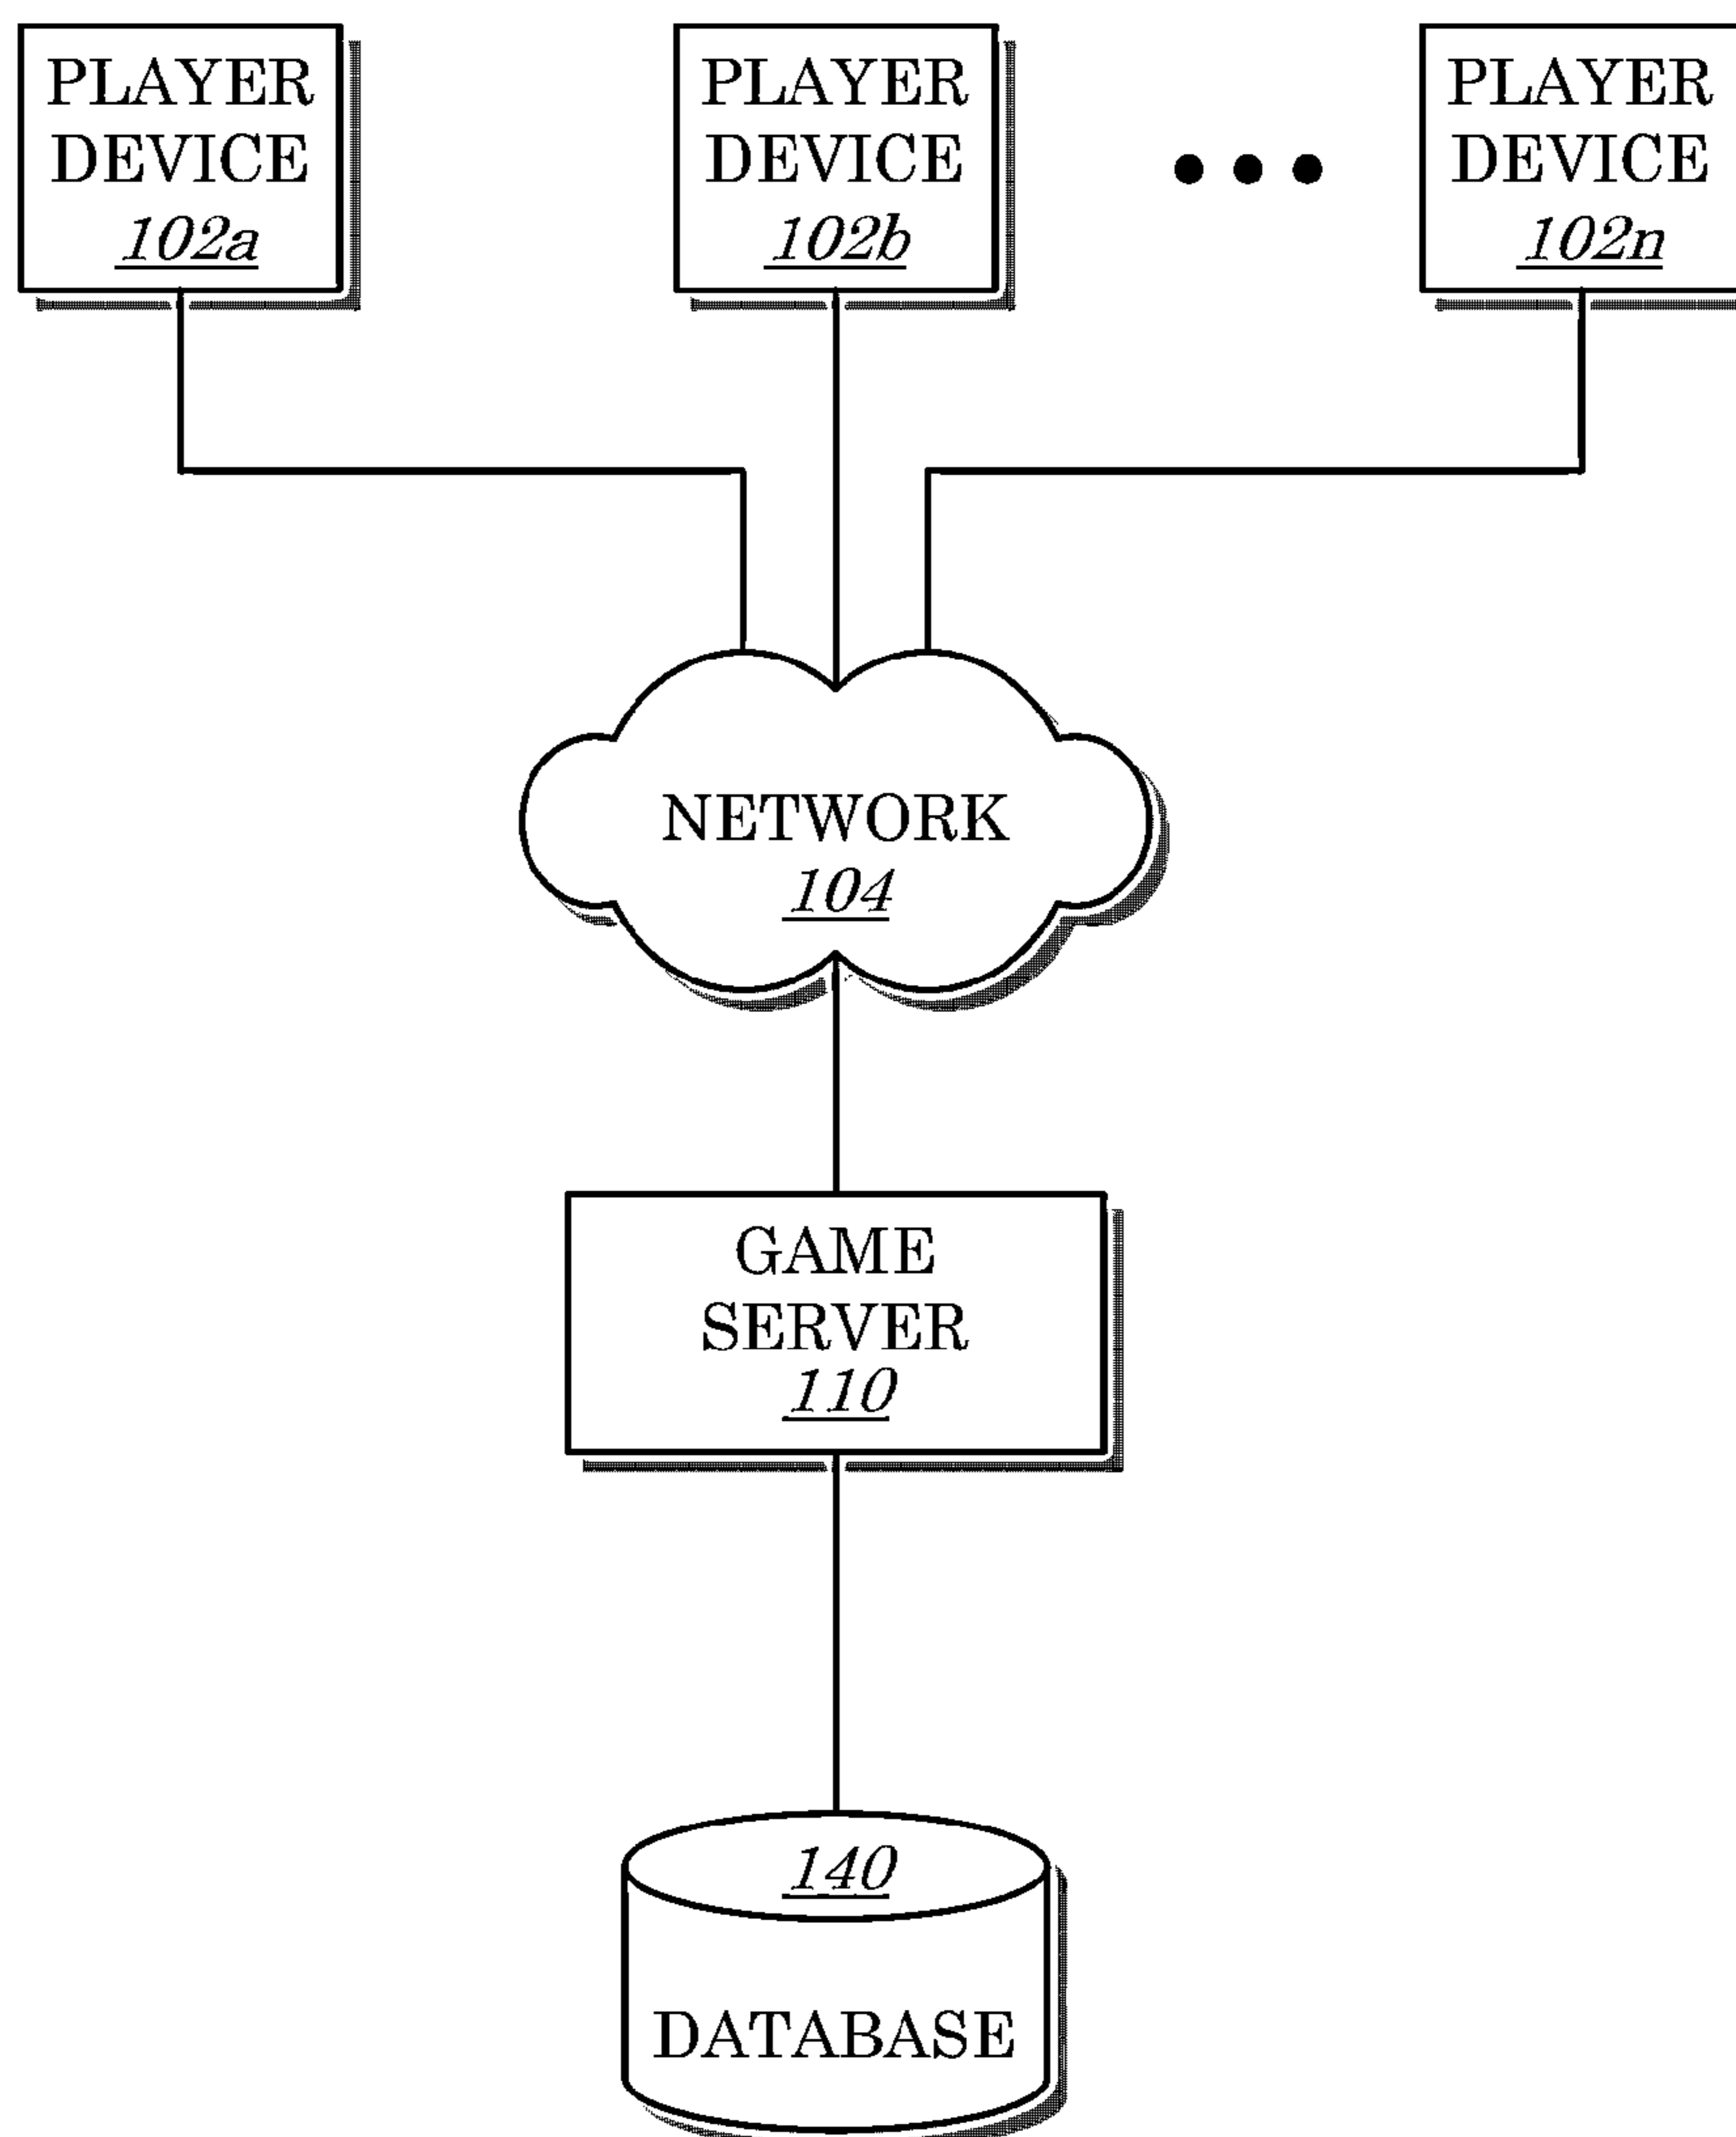 PLAYER
DEVICE
102a
PLAYER
DEVICE
102b
PLAYER
DEVICE
102n
NETWORK
104
GAME
SERVER
110
140
DATABASE